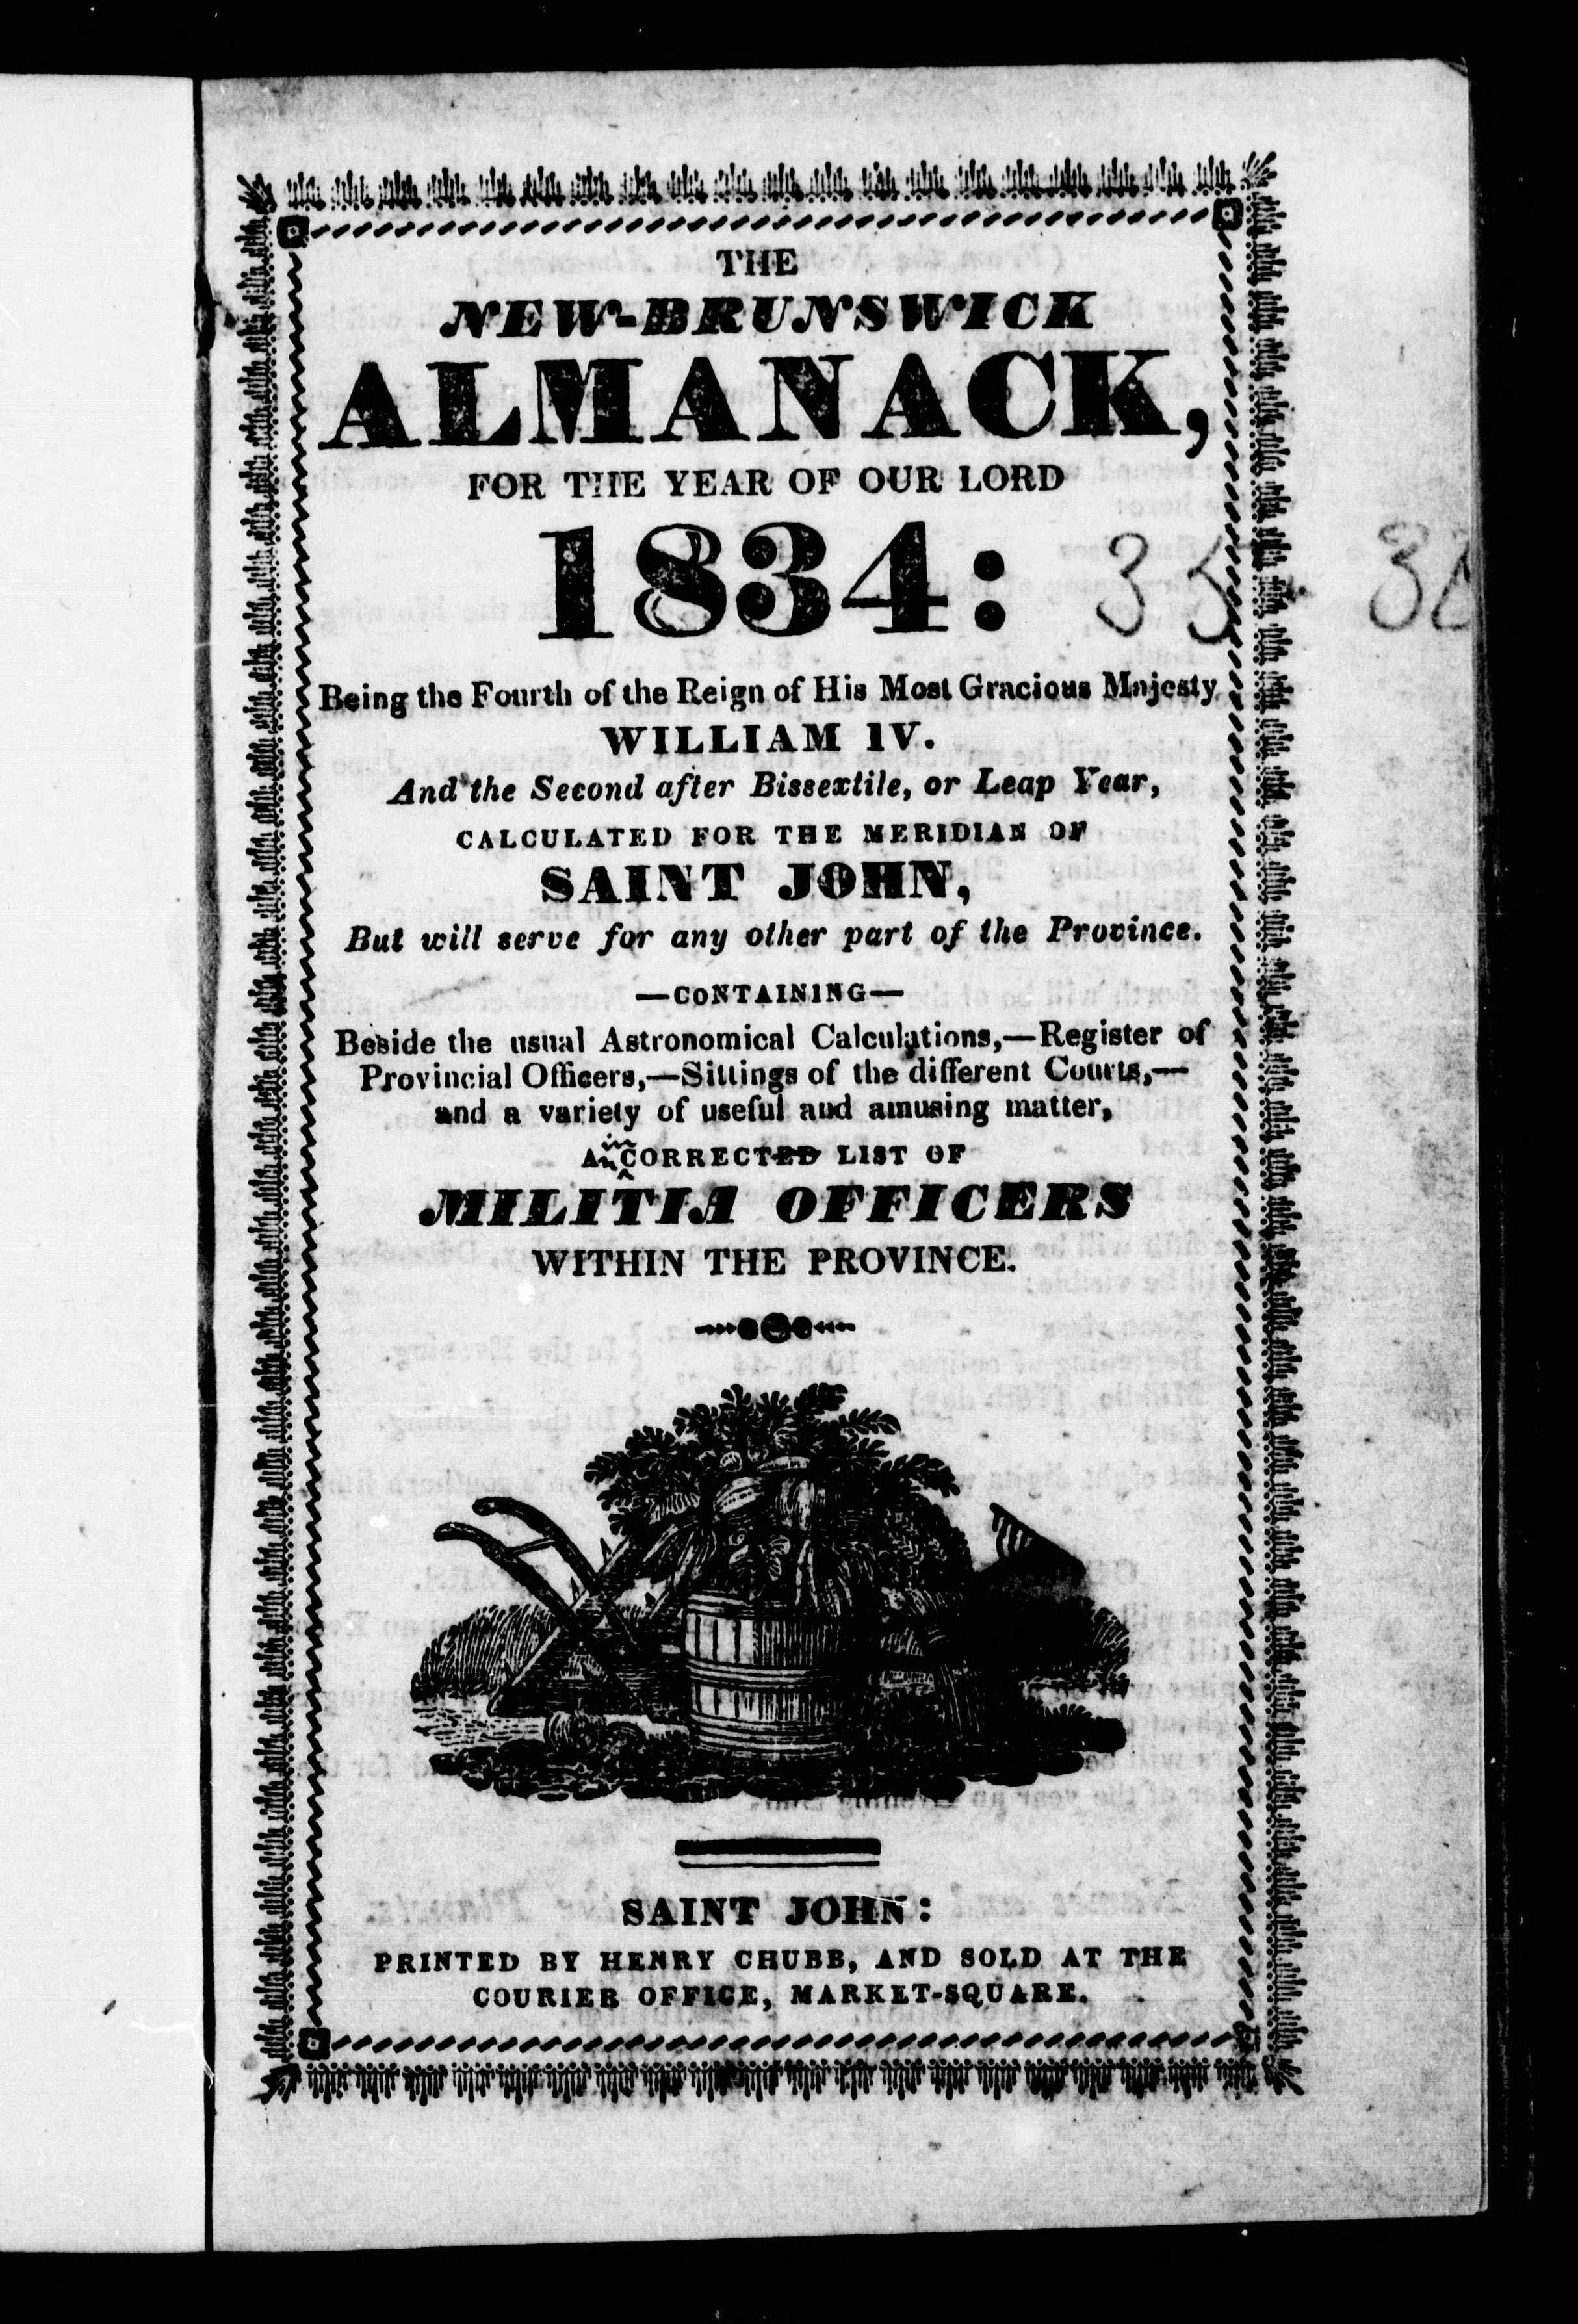 THE
NEW-BRUNSWICK
ALMANACK,
FOR THE YEAR OF OUR LORD
1834: 35
Being the Fourth of the Reign of His Most Gracious Majesty
WILLIAM IV.
And the Second after Bissextile, or Leap Year,
CALCULATED FOR THE MERIDIAN OF
SAINT JOHN,
But will serve for any other part of the Province.
—CONTAINING—
Beside the usual Astronomical Calculations,—Register of
Provincial Officers,—Sittings of the different Courts,—
and a variety of useful and amusing matter,
An inCORRECTED LIST OF
MILITIA OFFICERS
WITHIN THE PROVINCE.
SAINT JOHN:
PRINTED BY HENRY CHUBB, AND SOLD AT THE
COURIER OFFICE, MARKET-SQUARE.